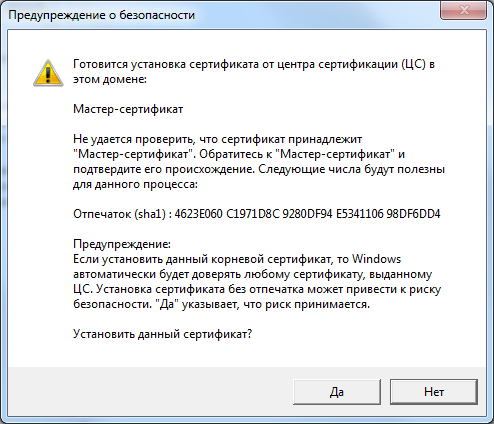 Предупреждение о безопасности
Готовится установка сертификата от центра сертификации (ЦС) в
этом домене:
Мастер-сертификат
Не удается проверить, что сертификат принадлежит
"Мастер-сертификат". Обратитесь к "Мастер-сертификат" и
подтвердите его происхождение. Следующие числа будут полезны
для данного процесса:
Отпечаток (sha1) : 4623E060 C1971D8C 9280DF94 E5341106 98DF6DD4
Предупреждение:
Если установить данный корневой сертификат, то Windows
автоматически будет доверять любому сертификату, выданному
ЦС. Установка сертификата без отпечатка может привести к риску
безопасности. "Да" указывает, что риск принимается.
Установить данный сертификат?
Да
Нет